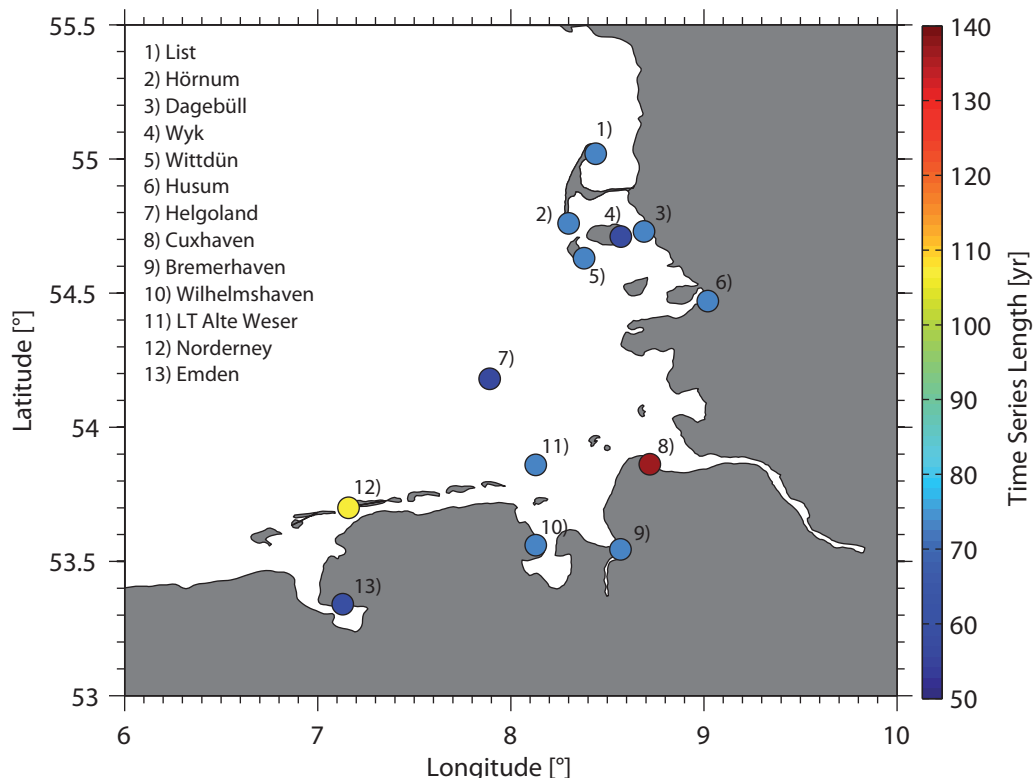 1) List
2) Hörnum
3) Dagebüll
4) Wyk
5) Wittdün
6) Husum
7) Helgoland
8) Cuxhaven
9) Bremerhaven
10) Wilhelmshaven
11) LT Alte Weser
12) Norderney
13) Emden
1)
2)
4)
3)
5)
6)
7)
11)
8)
12)
10)
9)
13)
55.5
55
54.5
54
53.5
53
Latitude [°]
6
7
8
9
10
Longitude [°]
140
130
120
110
100
90
80
70
60
50
Time Series Length [yr]